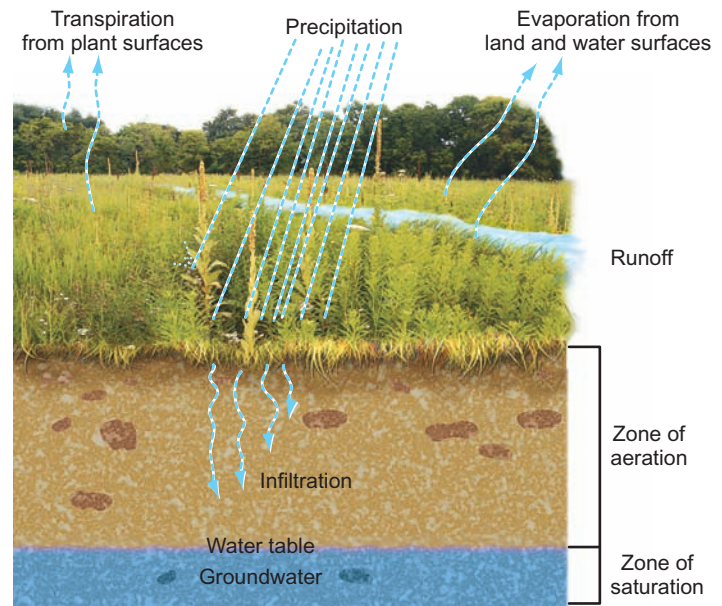 Transpiration
from plant surfaces
Precipitation
Evaporation from
land and water surfaces
Runoff
Zone of
aeration
Infiltration
Water table
Groundwater
Zone of
saturation